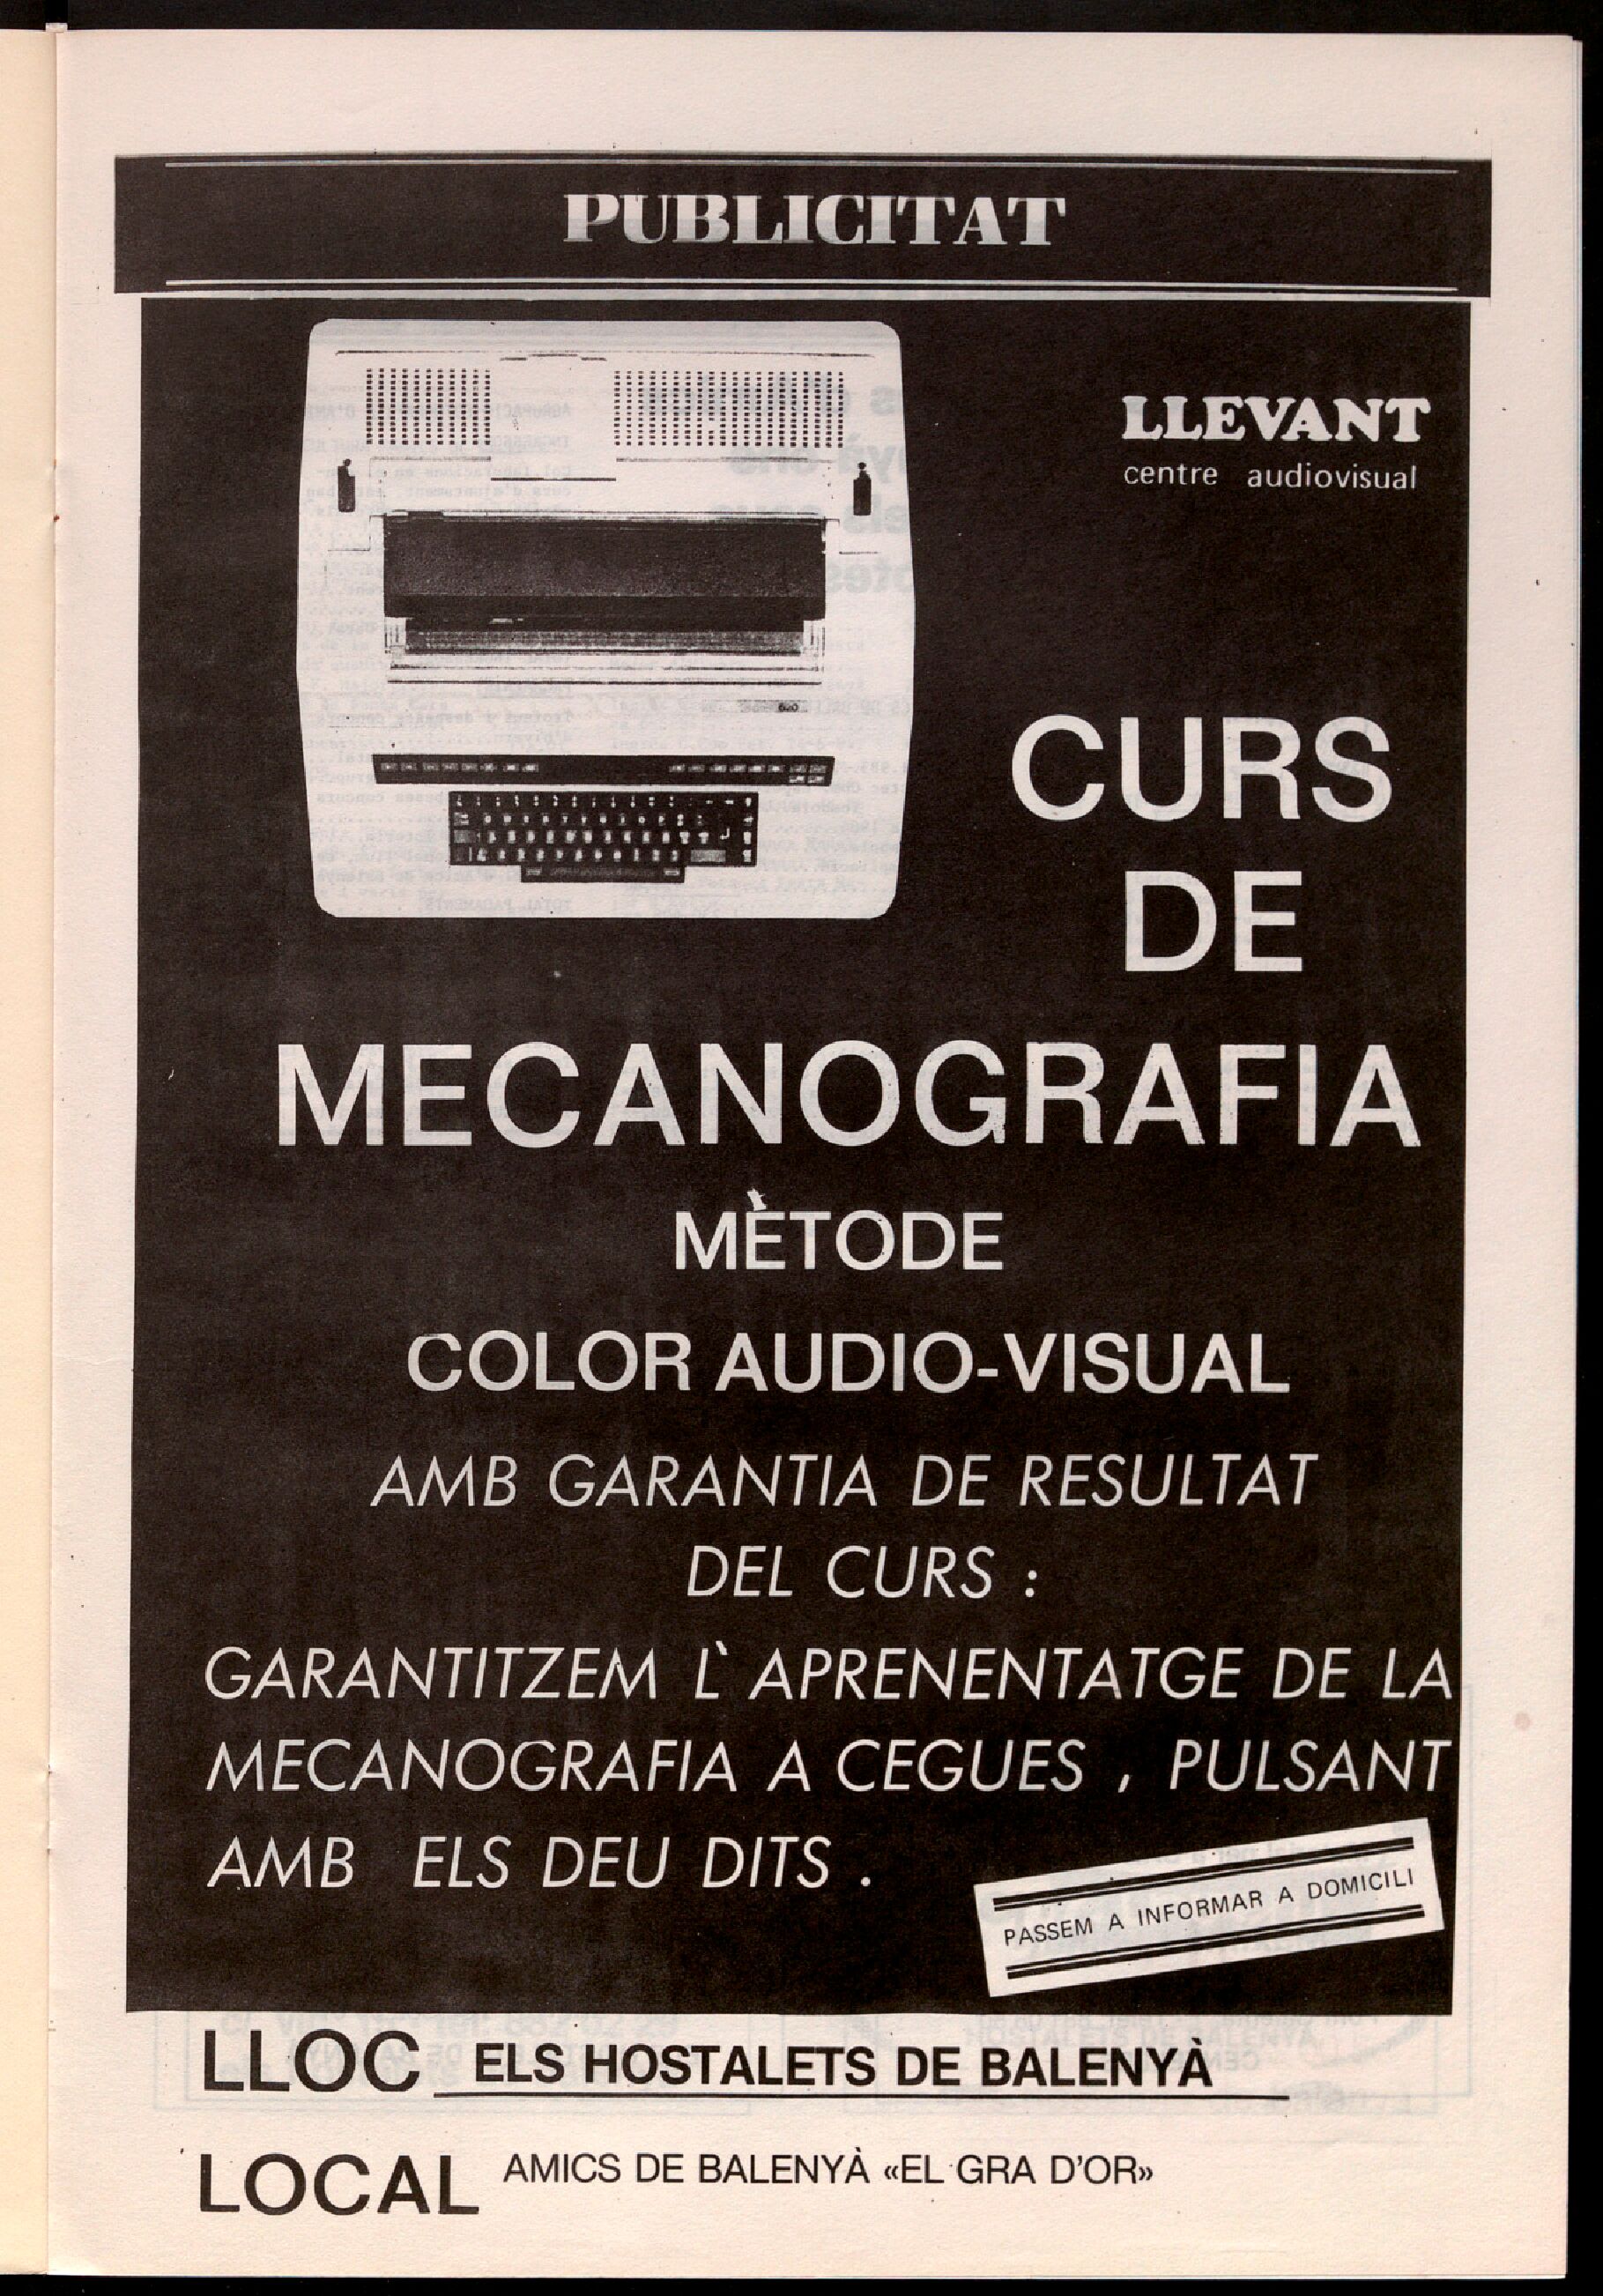 PUBLICITAT
LLEVANT
centre audiovisual
620
CURS
DE
MECANOGRAFIA
MÈTODE
COLOR AUDIO-VISUAL
AMB GARANTIA DE RESULTAT
DEL CURS :
GARANTITZEM L` APRENENTATGE DE LA
MECANOGRAFIA A CEGUES , PULSANT
AMB ELS DEU DITS .
PASSEM A INFORMAR A DOMICILI
LLOC ELS HOSTALETS DE BALENYÀ
LOCAL AMICS DE BALENYÀ «EL GRA D'OR»